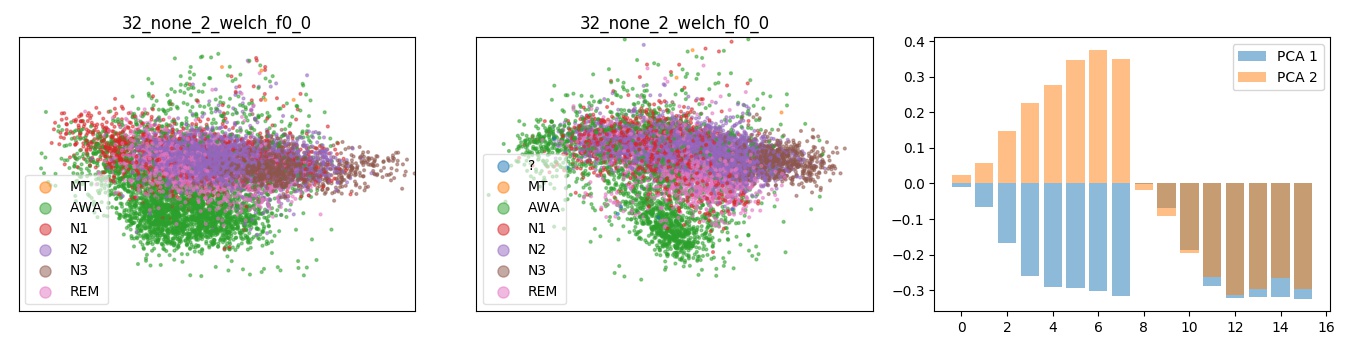 32_none_2_welch_f0_0
MT
AWA
N1
N2
N3
REM
32_none_2_welch_f0_0
?
MT
AWA
N1
N2
N3
REM
0.4
0.3
0.2
0.1
0.0
−0.1
−0.2
−0.3
0 2 4 6 8 10 12 14 16
PCA 1
PCA 2